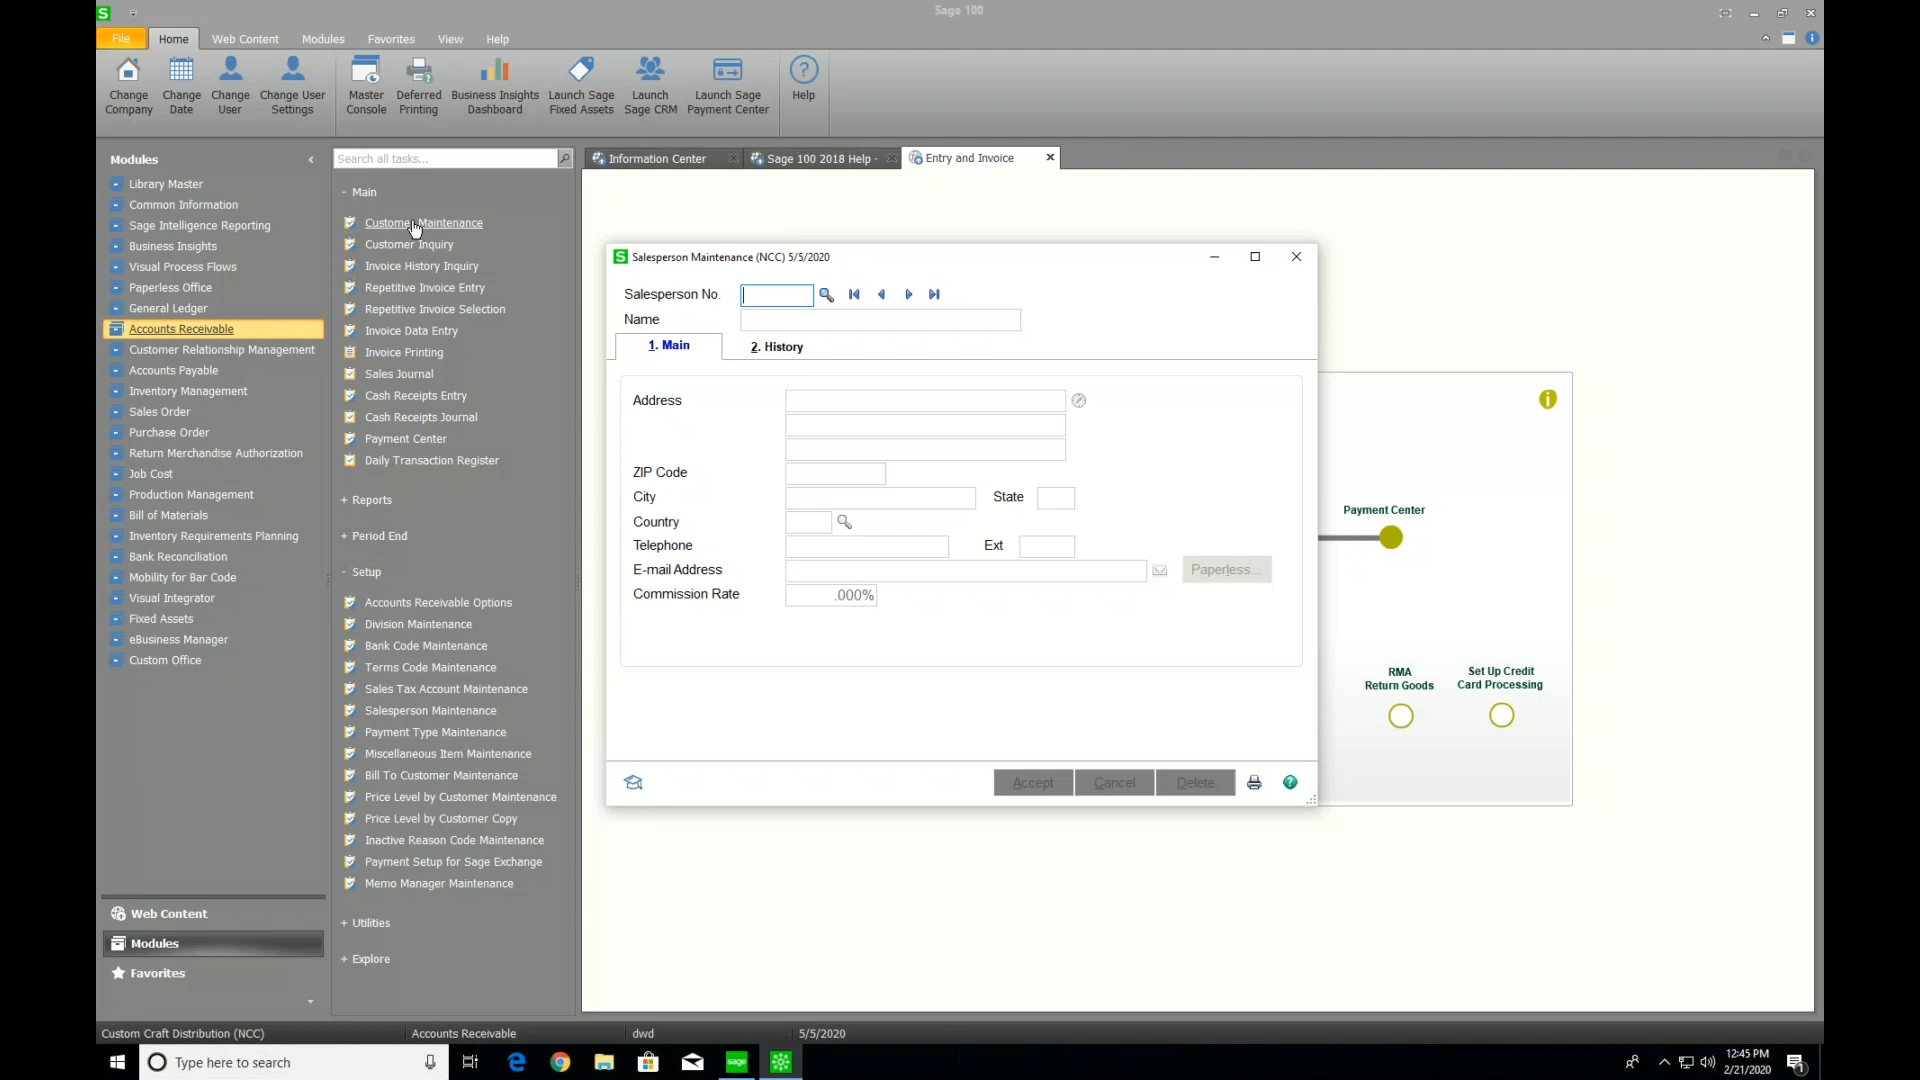 Sage 100
File
Home
Web Content
Modules
Favorites
View
Help
Change Company
Change Date
Change User
Change User Settings
Master Console
Deferred Printing
Business Insights Dashboard
Launch Sage Fixed Assets
Launch Sage CRM
Launch Sage Payment Center
Help
Modules
Library Master
Common Information
Sage Intelligence Reporting
Business Insights
Visual Process Flows
Paperless Office
General Ledger
Accounts Receivable
Customer Relationship Management
Accounts Payable
Inventory Management
Sales Order
Purchase Order
Return Merchandise Authorization
Job Cost
Production Management
Bill of Materials
Inventory Requirements Planning
Bank Reconciliation
Mobility for Bar Code
Visual Integrator
Fixed Assets
eBusiness Manager
Custom Office
Web Content
Modules
Favorites
Search all tasks...
- Main
Customer Maintenance
Customer Inquiry
Invoice History Inquiry
Repetitive Invoice Entry
Repetitive Invoice Selection
Invoice Data Entry
Invoice Printing
Sales Journal
Cash Receipts Entry
Cash Receipts Journal
Payment Center
Daily Transaction Register
+ Reports
+ Period End
- Setup
Accounts Receivable Options
Division Maintenance
Bank Code Maintenance
Terms Code Maintenance
Sales Tax Account Maintenance
Salesperson Maintenance
Payment Type Maintenance
Miscellaneous Item Maintenance
Bill To Customer Maintenance
Price Level by Customer Maintenance
Price Level by Customer Copy
Inactive Reason Code Maintenance
Payment Setup for Sage Exchange
Memo Manager Maintenance
+ Utilities
+ Explore
Information Center
Sage 100 2018 Help -
Entry and Invoice
S Salesperson Maintenance (NCC) 5/5/2020
Salesperson No.
Name
1. Main
2. History
Address
ZIP Code
City
State
Country
Telephone
Ext
E-mail Address
Paperless...
Commission Rate
.000%
Accept
Cancel
Delete
Payment Center
RMA
Return Goods
Set Up Credit
Card Processing
Custom Craft Distribution (NCC)
Accounts Receivable
dwd
5/5/2020
Type here to search
sage
12:45 PM
2/21/2020
1